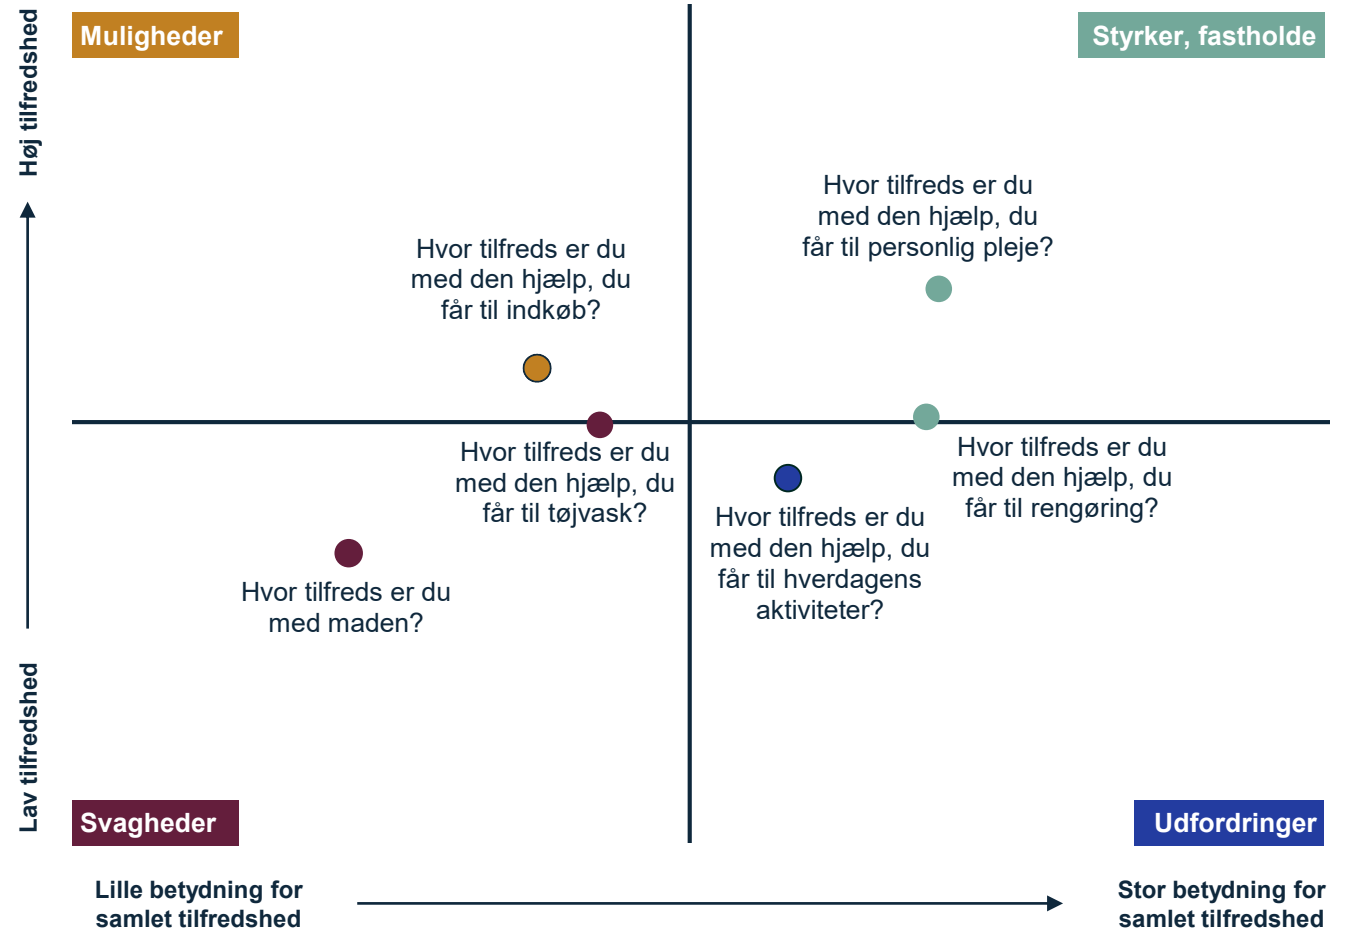 Muligheder
Styrker, fastholde
Høj tilfredshed
Hvor tilfreds er du
med den hjælp, du
får til personlig pleje?
Hvor tilfreds er du
med den hjælp, du
får til indkøb?
Hvor tilfreds er du
med den hjælp, du
får til tøjvask?
Hvor tilfreds er du
med den hjælp, du
får til rengøring?
Hvor tilfreds er du
med den hjælp, du
får til hverdagens
aktiviteter?
Hvor tilfreds er du
med maden?
Lav tilfredshed
Svagheder
Udfordringer
Lille betydning for
samlet tilfredshed
Stor betydning for
samlet tilfredshed